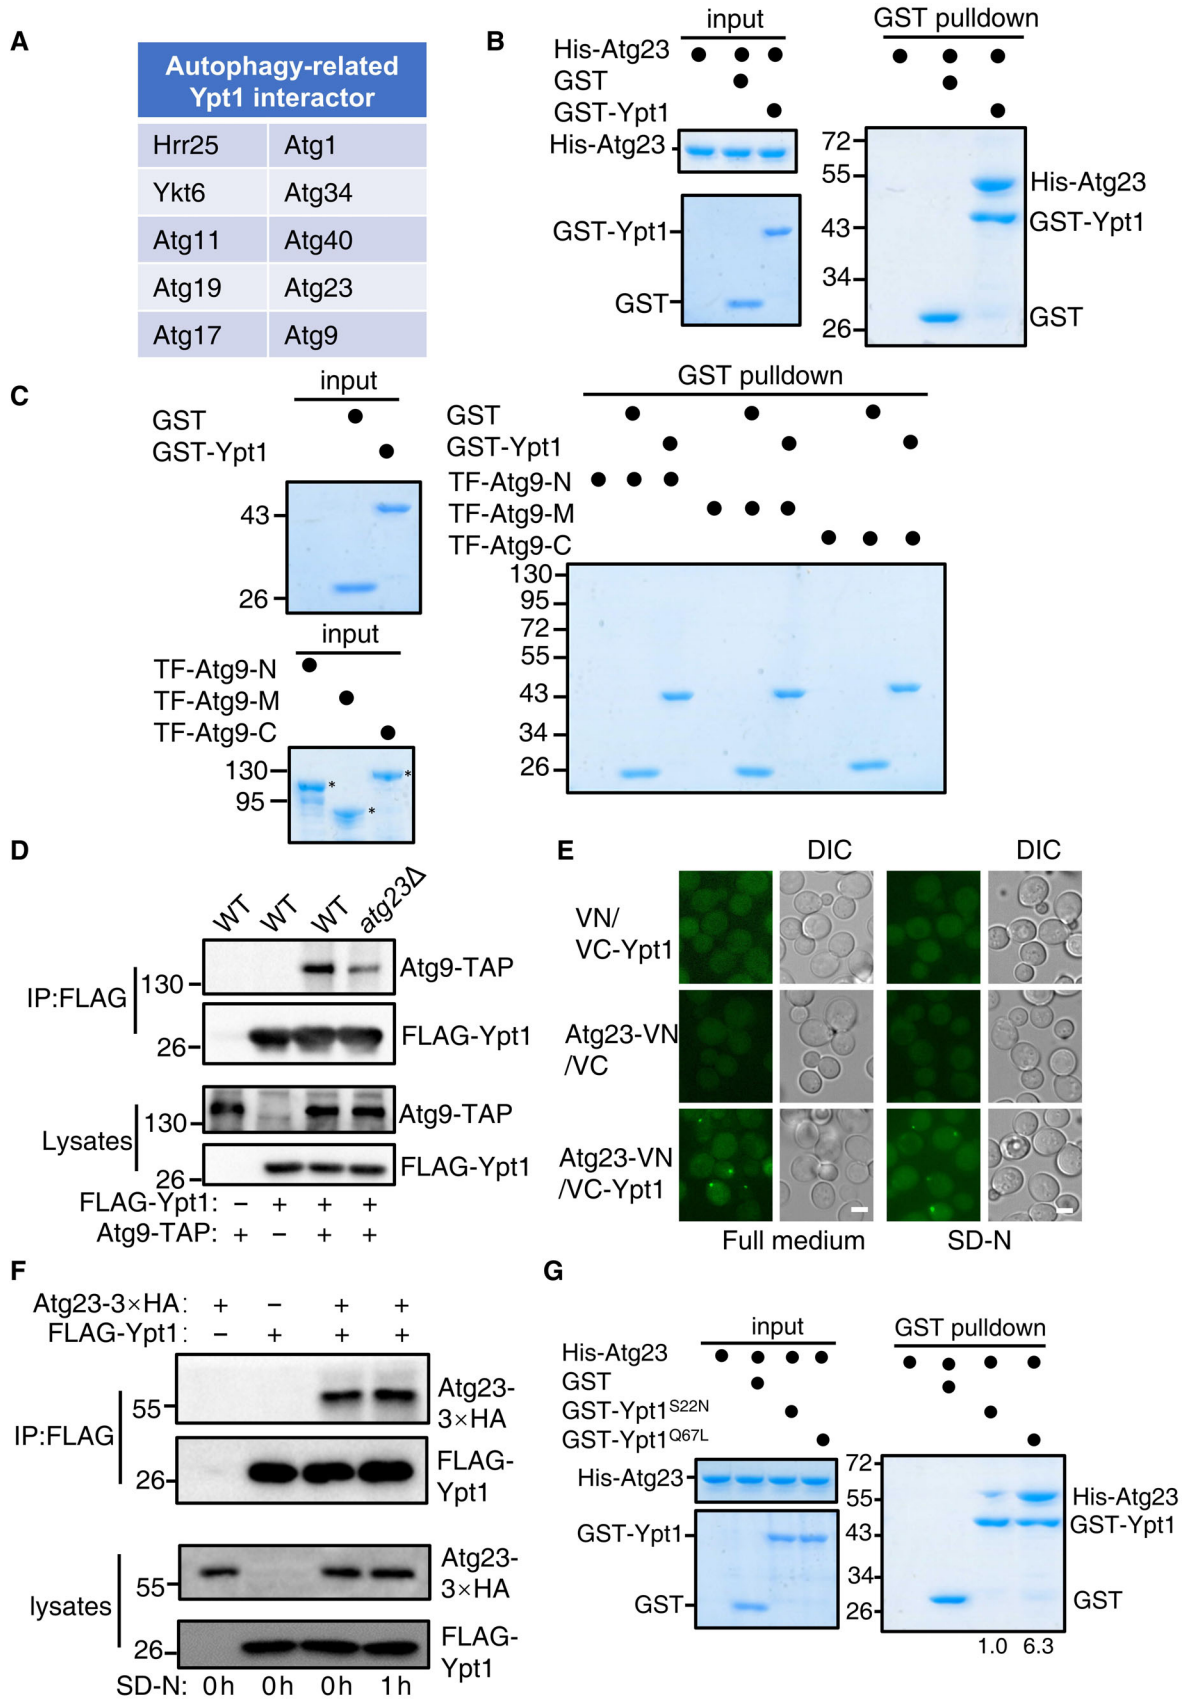 A
Autophagy-related
Ypt1 interactor
Hrr25 Atg1
Ykt6 Atg34
Atg11 Atg40
Atg19 Atg23
Atg17 Atg9
B
input
GST pulldown
His-Atg23
GST
GST-Ypt1
His-Atg23
GST-Ypt1
GST
72
55
43
34
26
His-Atg23
GST-Ypt1
GST
C
input
GST
GST-Ypt1
43
26
input
TF-Atg9-N
TF-Atg9-M
TF-Atg9-C
130
95
*
*
*
GST pulldown
GST
GST-Ypt1
TF-Atg9-N
TF-Atg9-M
TF-Atg9-C
130
95
72
55
43
34
26
D
WT WT WT atg23Δ
IP:FLAG
130
Atg9-TAP
26
FLAG-Ypt1
Lysates
130
Atg9-TAP
26
FLAG-Ypt1
FLAG-Ypt1: − + + +
Atg9-TAP: + − + +
E
DIC DIC
VN/
VC-Ypt1
Atg23-VN
/VC
Atg23-VN
/VC-Ypt1
Full medium SD-N
F
Atg23-3×HA: + − + +
FLAG-Ypt1: − + + +
IP:FLAG
55
Atg23-
3×HA
26
FLAG-
Ypt1
lysates
55
Atg23-
3×HA
26
FLAG-
Ypt1
SD-N: 0h 0h 0h 1h
G
input
GST pulldown
His-Atg23
GST
GST-Ypt1S22N
GST-Ypt1Q67L
His-Atg23
GST-Ypt1
GST
72
55
43
34
26
His-Atg23
GST-Ypt1
GST
1.0 6.3